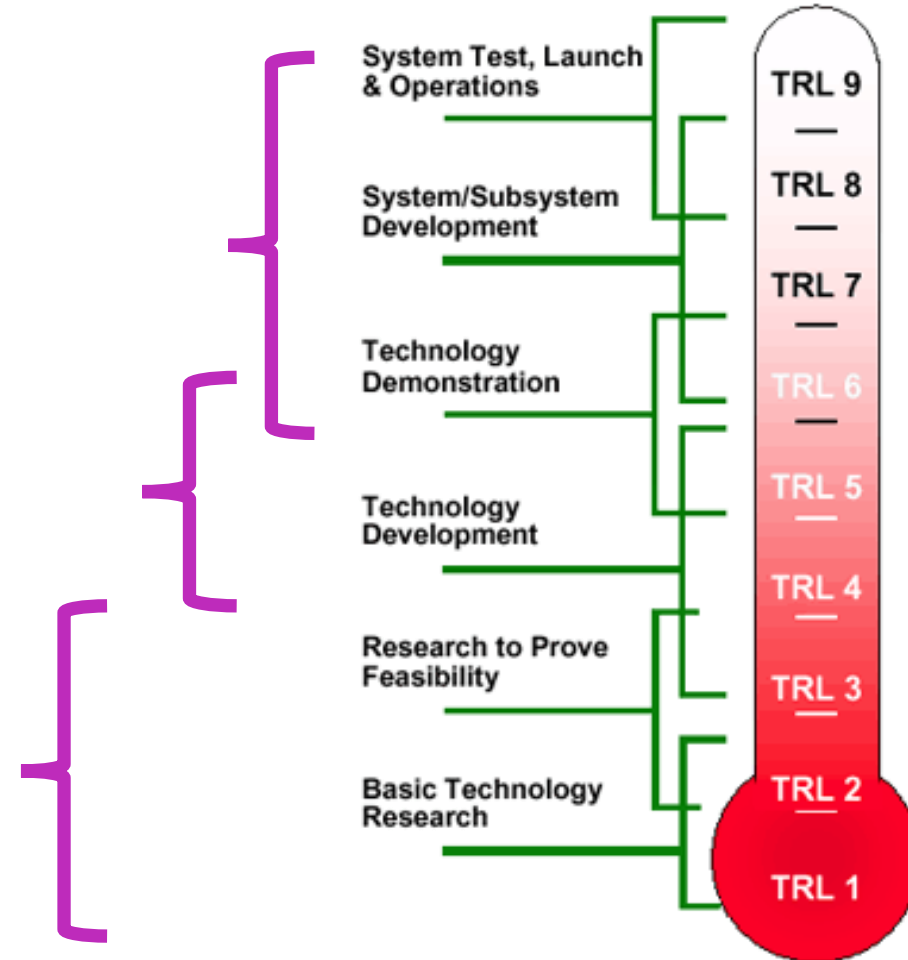 System Test, Launch
& Operations
System/Subsystem
Development
Technology
Demonstration
Technology
Development
Research to Prove
Feasibility
Basic Technology
Research
TRL 9
TRL 8
TRL 7
TRL 6
TRL 5
TRL 4
TRL 3
TRL 2
TRL 1